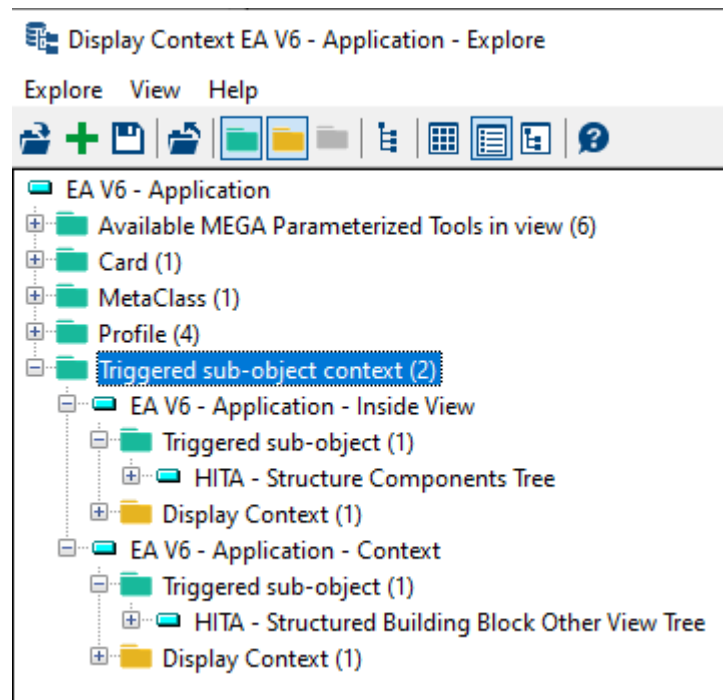 Display Context EA V6 - Application - Explore
Explore View Help
EA V6 - Application
Available MEGA Parameterized Tools in view (6)
Card (1)
MetaClass (1)
Profile (4)
Triggered sub-object context (2)
EA V6 - Application - Inside View
Triggered sub-object (1)
HITA - Structure Components Tree
Display Context (1)
EA V6 - Application - Context
Triggered sub-object (1)
HITA - Structured Building Block Other View Tree
Display Context (1)